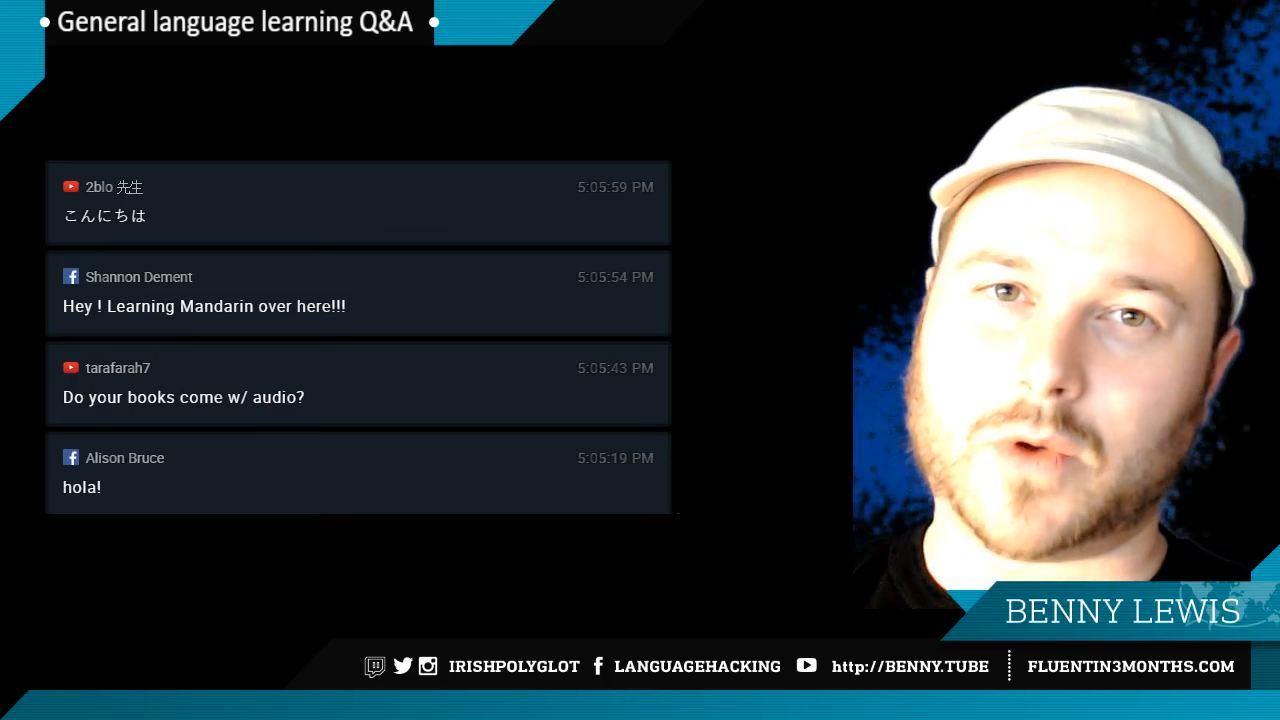 General language learning Q&A
2blo 先生 5:05:59 PM
こんにちは
Shannon Dement 5:05:54 PM
Hey ! Learning Mandarin over here!!!
tarafarah7 5:05:43 PM
Do your books come w/ audio?
Alison Bruce 5:05:19 PM
hola!
BENNY LEWIS
IRISHPOLYGLOT LANGUAGEHACKING http://BENNY.TUBE FLUENTIN3MONTHS.COM